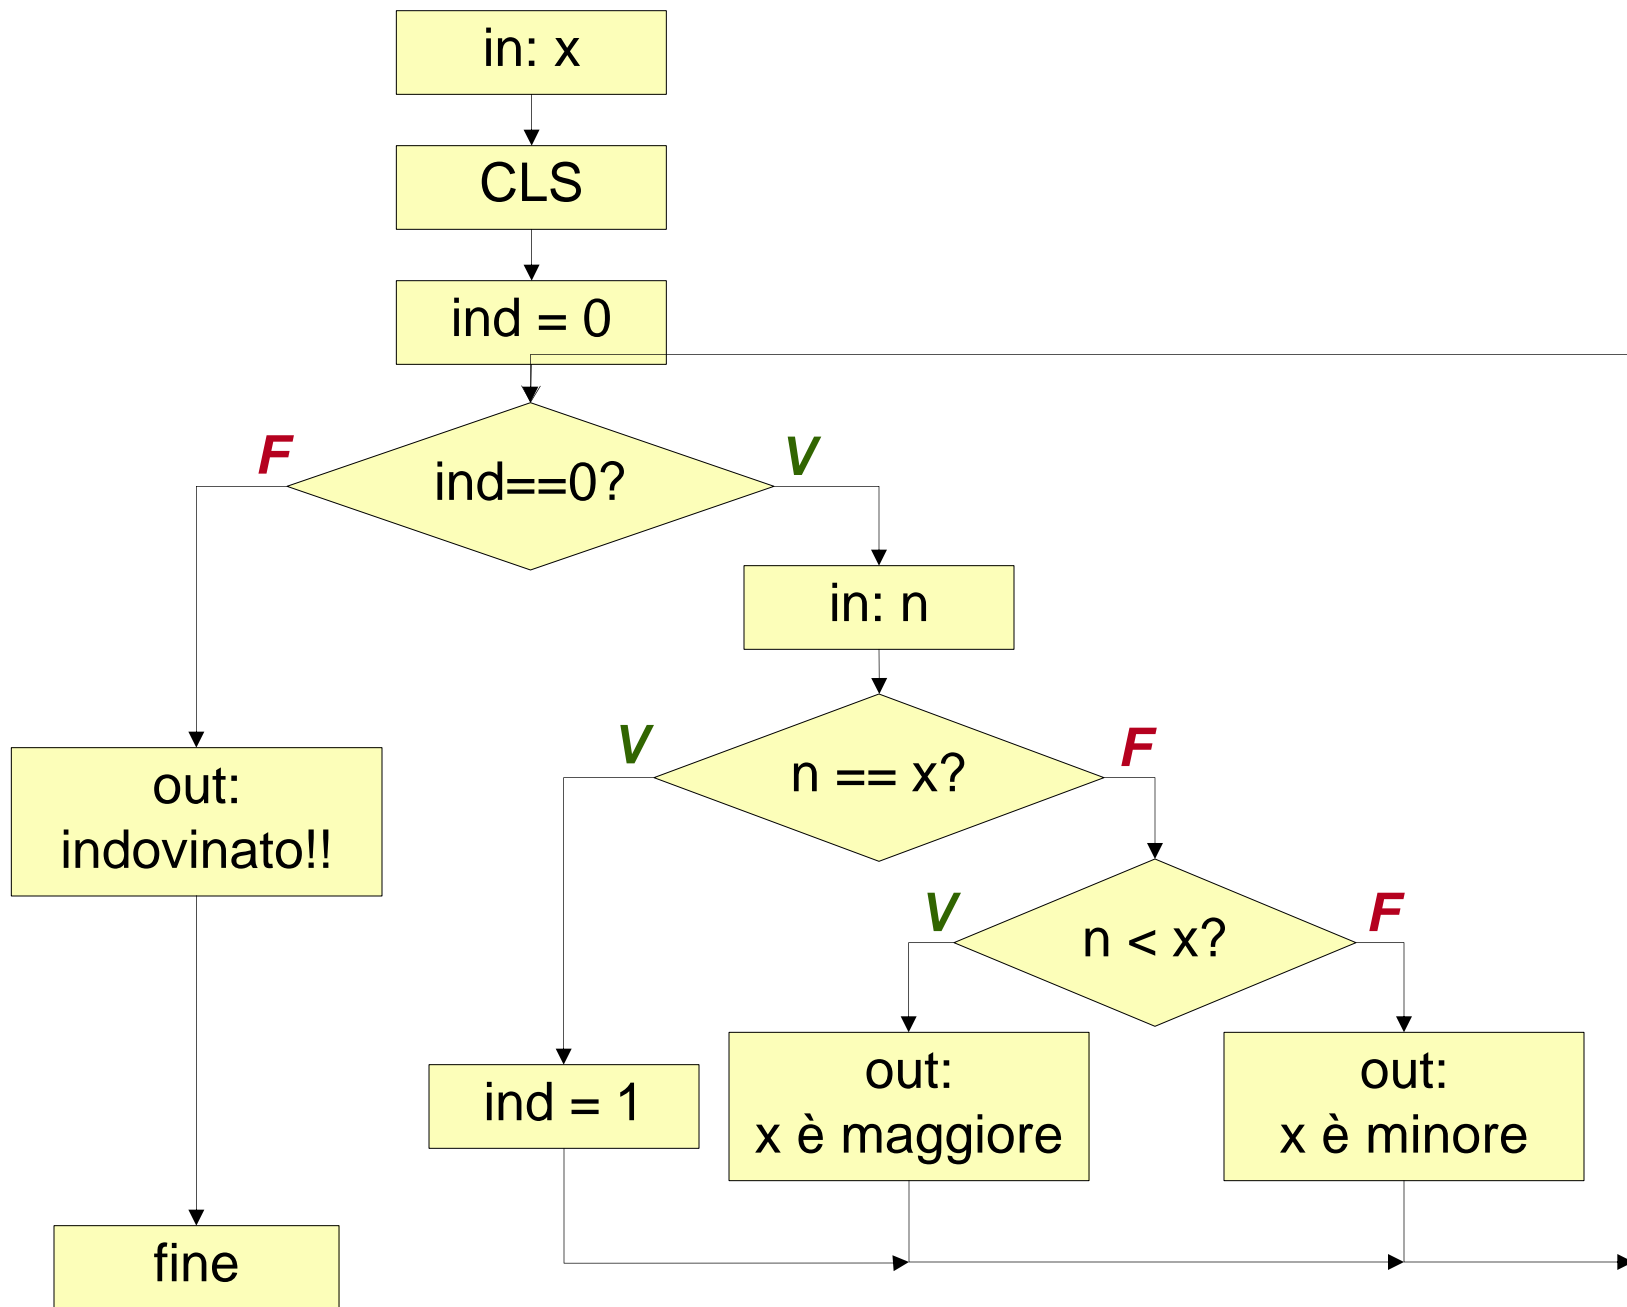 in: x
CLS
ind = 0
F
V
ind==0?
in: n
V
F
n == x?
out:
indovinato!!
V
F
n < x?
ind = 1
out:
x è maggiore
out:
x è minore
fine